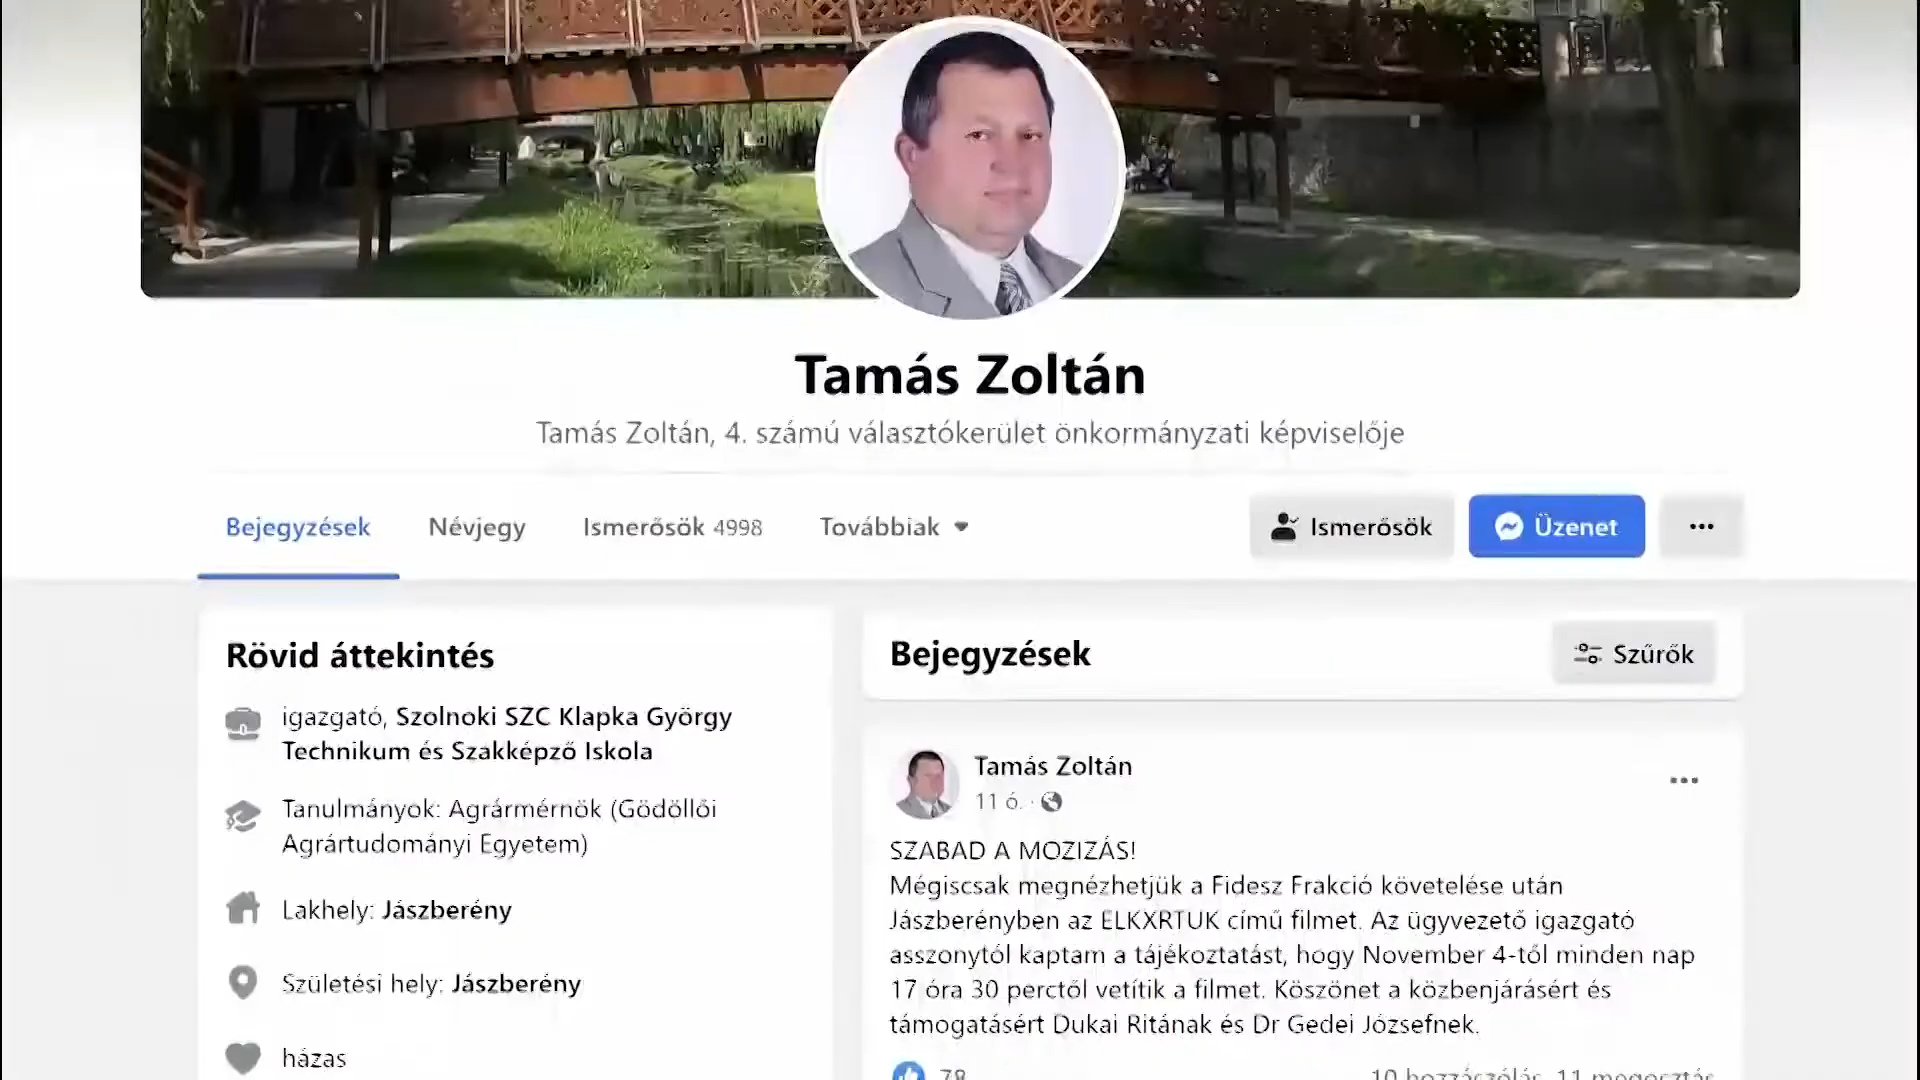 Tamás Zoltán
Tamás Zoltán, 4. számú választókerület önkormányzati képviselője
Bejegyzések
Névjegy
Ismerősök 4998
Továbbiak
Ismerősök
Üzenet
Rövid áttekintés
igazgató, Szolnoki SZC Klapka György
Technikum és Szakképző Iskola
Tanulmányok: Agrármérnök (Gödöllői
Agrártudományi Egyetem)
Lakhely: Jászberény
Születési hely: Jászberény
házas
Bejegyzések
Szűrők
Tamás Zoltán
11 ó. ·
SZABAD A MOZIZÁS!
Mégiscsak megnézhetjük a Fidesz Frakció követelése után
Jászberényben az ELKXRTUK című filmet. Az ügyvezető igazgató
asszonytól kaptam a tájékoztatást, hogy November 4-től minden nap
17 óra 30 perctől vetítik a filmet. Köszönet a közbenjárásért és
támogatásért Dukai Ritának és Dr Gedei Józsefnek.
78
10 hozzászólás 11 megosztás